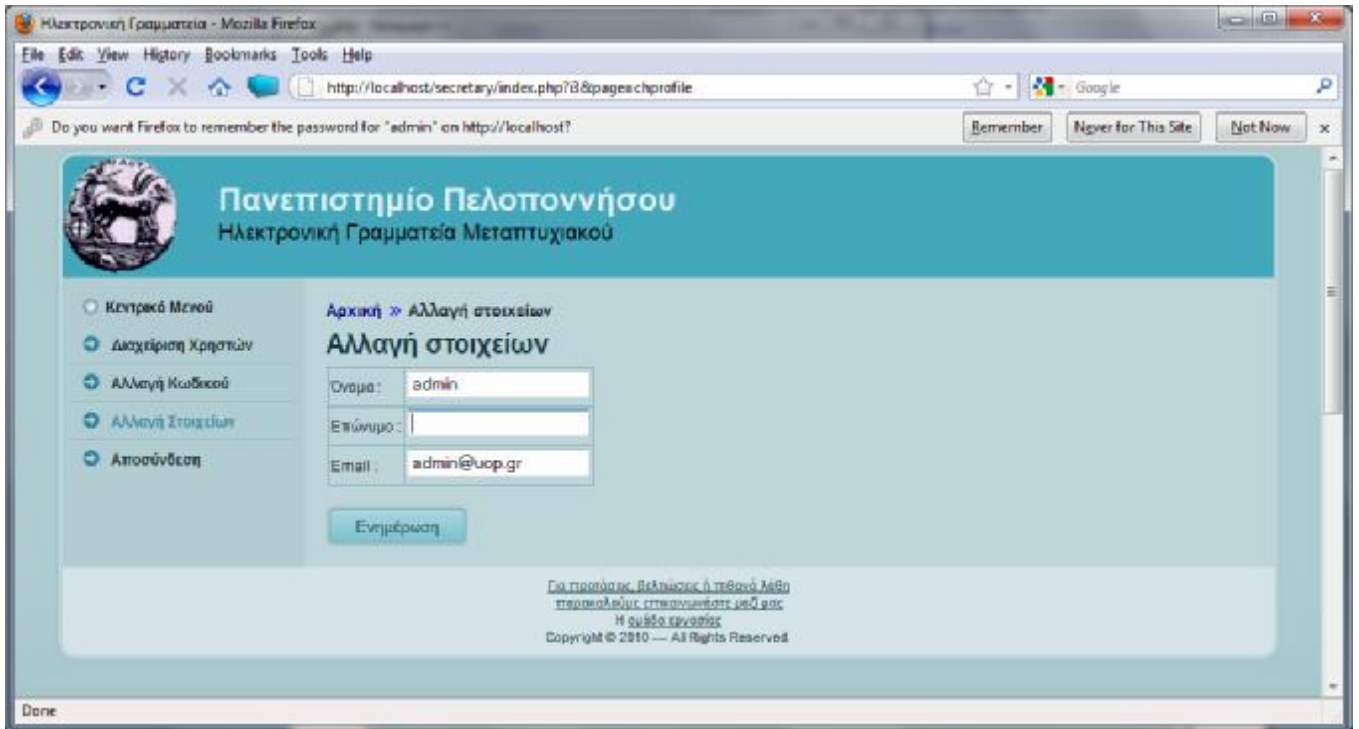 Ηλεκτρονική Γραμματεία - Mozilla Firefox
File Edit View History Bookmarks Tools Help
http://localhost/secretary/index.php?i3&page=chprofile
Google
Do you want Firefox to remember the password for "admin" on http://localhost?
Remember
Never for This Site
Not Now
Πανεπιστημίο Πελοποννήσου
Ηλεκτρονική Γραμματεία Μεταπτυχιακού
Κεντρικό Μενού
Διαχείριση Χρηστών
Αλλαγή Κωδικού
Αλλαγή Στοιχείων
Αποσύνδεση
Αρχική » Αλλαγή στοιχείων
Αλλαγή στοιχείων
Όνομα : admin
Επώνυμο :
Email : admin@uop.gr
Ενημέρωση
Για προτάσεις, βελτιώσεις ή πιθανά λάθη
παρακαλούμε επικοινωνήστε μαζί μας
Η ομάδα εργασίας
Copyright © 2010 — All Rights Reserved
Done